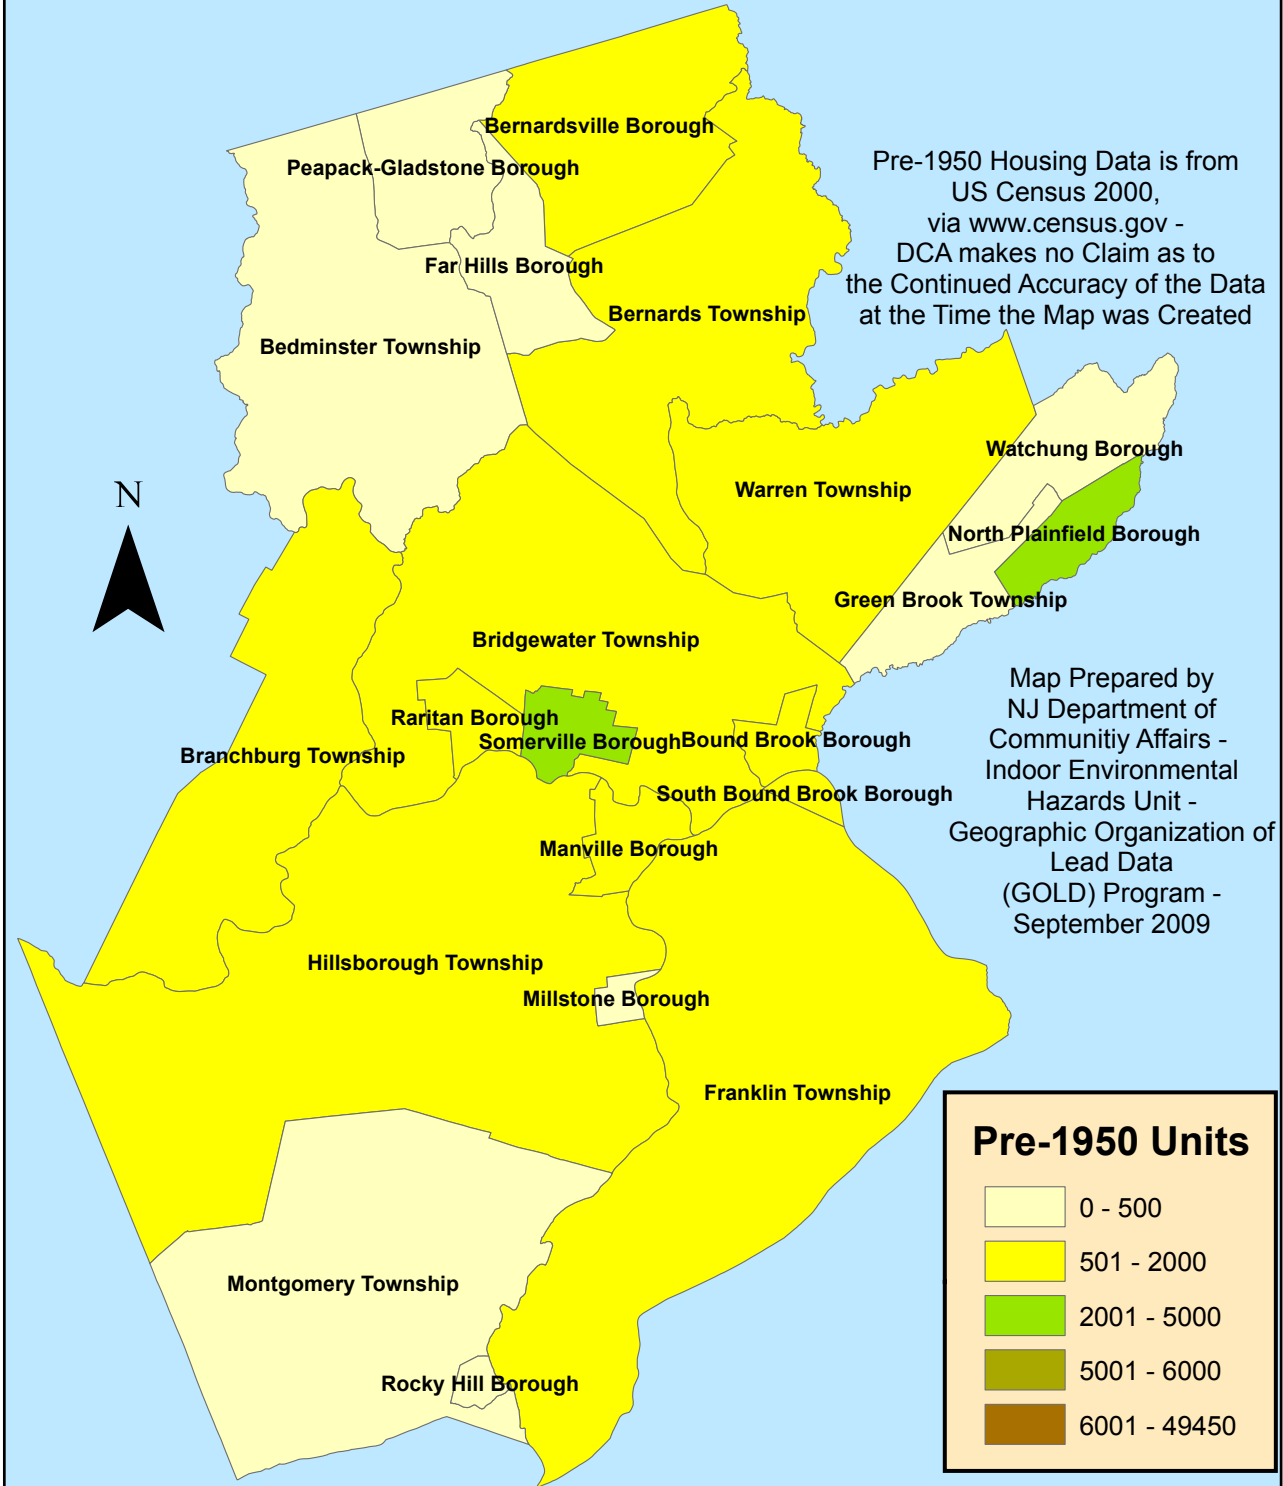 Bernardsville Borough
Peapack-Gladstone Borough
Pre-1950 Housing Data is from
US Census 2000,
via www.census.gov -
DCA makes no Claim as to
the Continued Accuracy of the Data
at the Time the Map was Created
Far Hills Borough
Bernards Township
Bedminster Township
Watchung Borough
Warren Township
N
North Plainfield Borough
Green Brook Township
Bridgewater Township
Raritan Borough
Somerville Borough
Bound Brook Borough
Branchburg Township
South Bound Brook Borough
Manville Borough
Map Prepared by
NJ Department of
Communitiy Affairs -
Indoor Environmental
Hazards Unit -
Geographic Organization of
Lead Data
(GOLD) Program -
September 2009
Hillsborough Township
Millstone Borough
Franklin Township
Montgomery Township
Rocky Hill Borough
Pre-1950 Units
0 - 500
501 - 2000
2001 - 5000
5001 - 6000
6001 - 49450